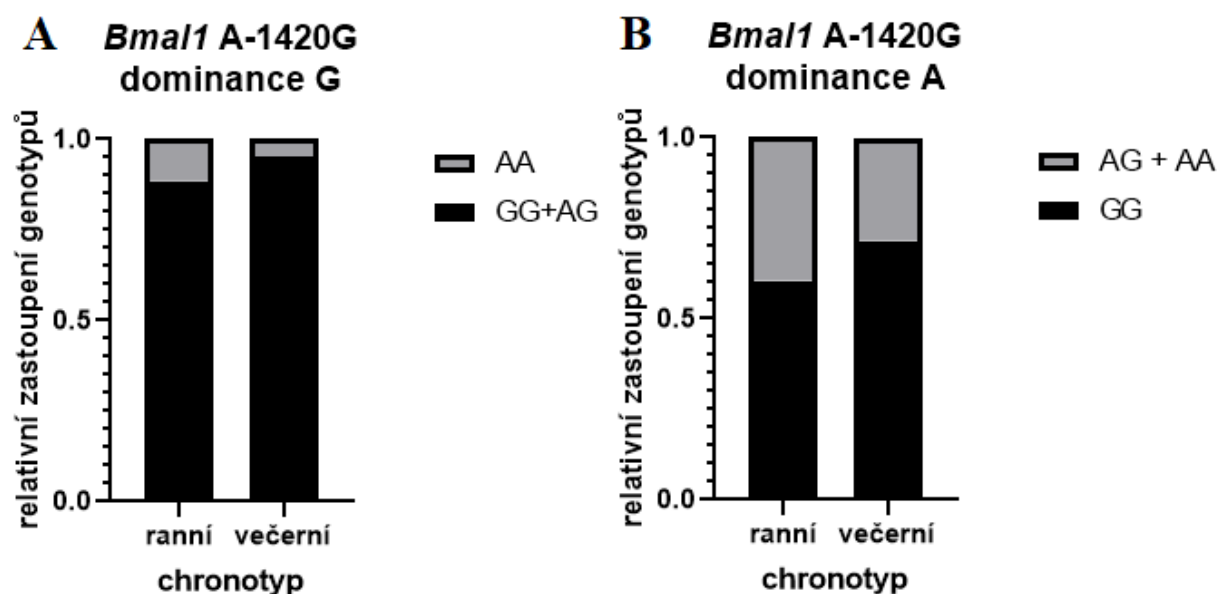 A
Bmal1 A-1420G
dominance G
relativní zastoupení genotypů
1.0
0.5
0.0
ranní večerní
chronotyp
AA
GG+AG
B
Bmal1 A-1420G
dominance A
relativní zastoupení genotypů
1.0
0.5
0.0
ranní večerní
chronotyp
AG + AA
GG